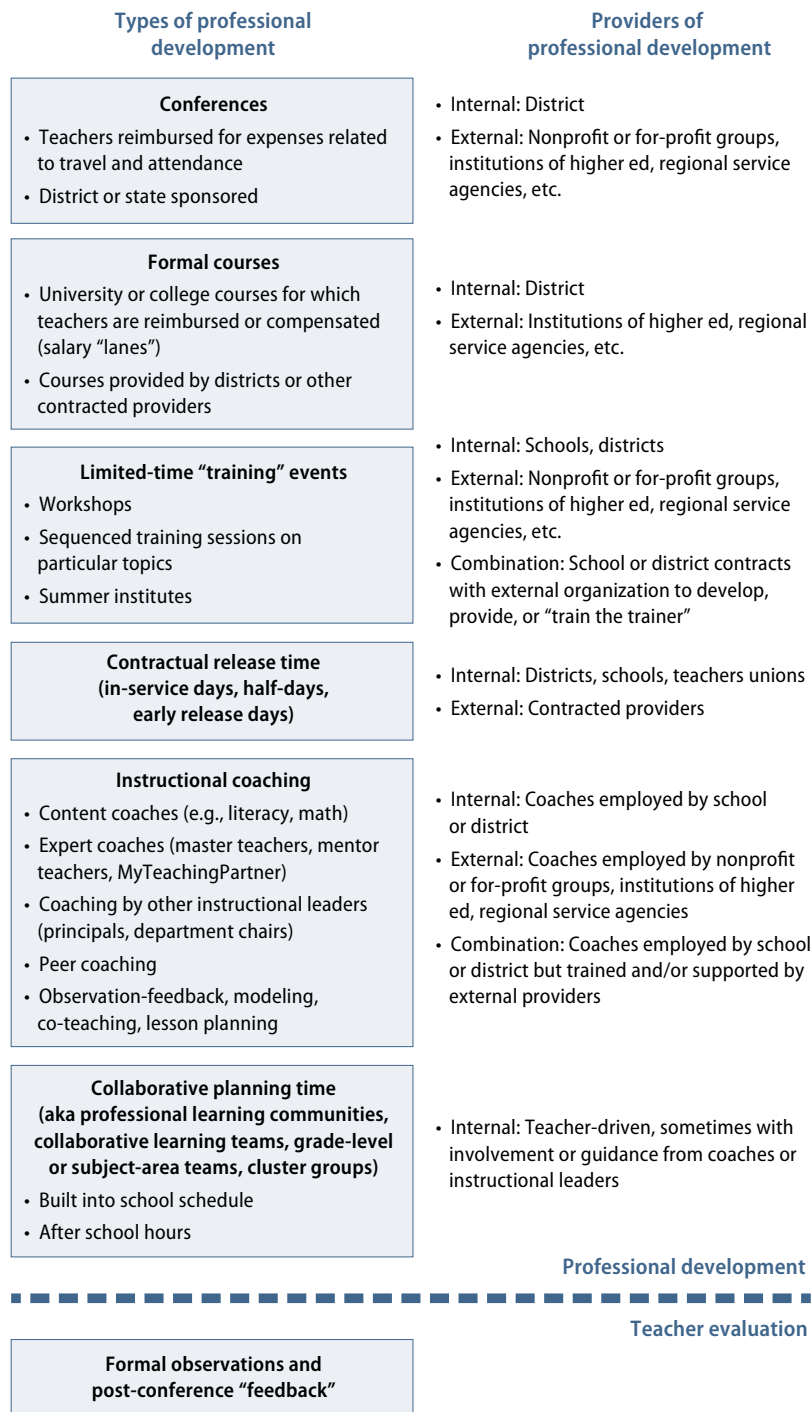 Types of professional
development
Providers of
professional development
Conferences
• Teachers reimbursed for expenses related
to travel and attendance
• District or state sponsored
• Internal: District
• External: Nonprofit or for-profit groups,
institutions of higher ed, regional service
agencies, etc.
Formal courses
• University or college courses for which
teachers are reimbursed or compensated
(salary “lanes”)
• Courses provided by districts or other
contracted providers
• Internal: District
• External: Institutions of higher ed, regional
service agencies, etc.
Limited-time “training” events
• Workshops
• Sequenced training sessions on
particular topics
• Summer institutes
• Internal: Schools, districts
• External: Nonprofit or for-profit groups,
institutions of higher ed, regional service
agencies, etc.
• Combination: School or district contracts
with external organization to develop,
provide, or “train the trainer”
Contractual release time
(in-service days, half-days,
early release days)
• Internal: Districts, schools, teachers unions
• External: Contracted providers
Instructional coaching
• Content coaches (e.g., literacy, math)
• Expert coaches (master teachers, mentor
teachers, MyTeachingPartner)
• Coaching by other instructional leaders
(principals, department chairs)
• Peer coaching
• Observation-feedback, modeling,
co-teaching, lesson planning
• Internal: Coaches employed by school
or district
• External: Coaches employed by nonprofit
or for-profit groups, institutions of higher
ed, regional service agencies
• Combination: Coaches employed by school
or district but trained and/or supported by
external providers
Collaborative planning time
(aka professional learning communities,
collaborative learning teams, grade-level
or subject-area teams, cluster groups)
• Built into school schedule
• After school hours
• Internal: Teacher-driven, sometimes with
involvement or guidance from coaches or
instructional leaders
Professional development
Teacher evaluation
Formal observations and
post-conference “feedback”